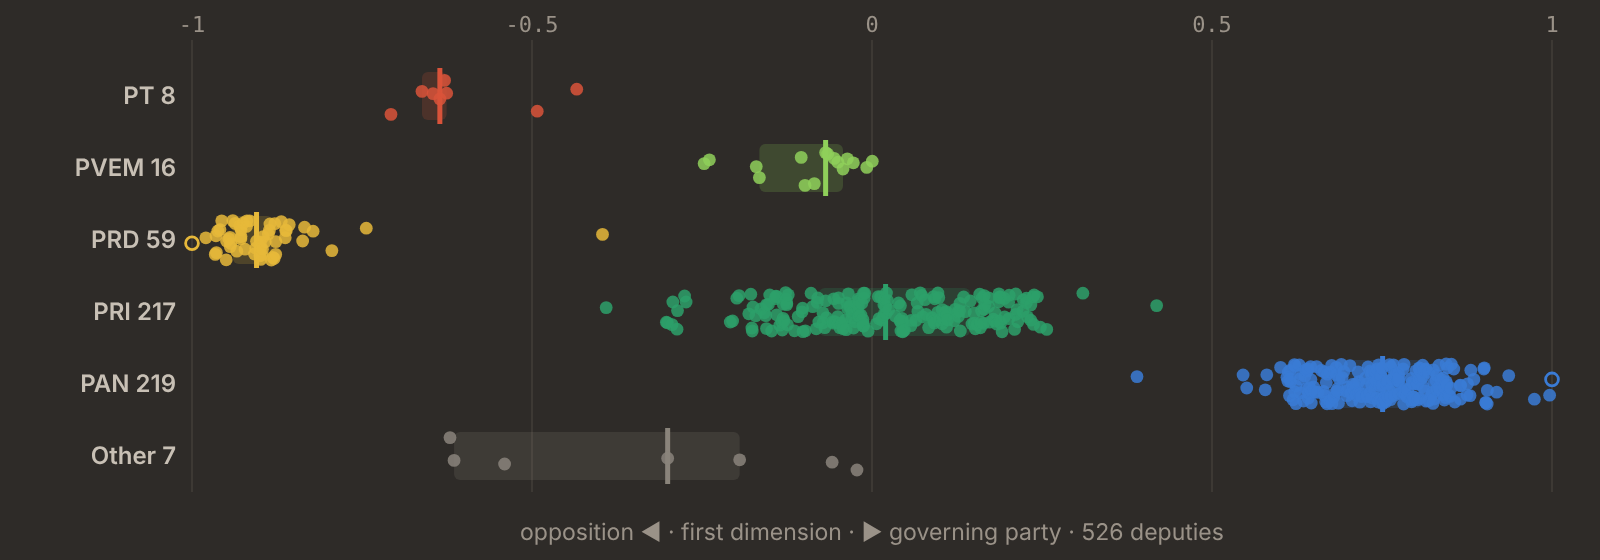 -1 -0.5 0 0.5 1
PT 8
PVEM 16
PRD 59
PRI 217
PAN 219
Other 7
opposition ◀ · first dimension · ▶ governing party · 526 deputies